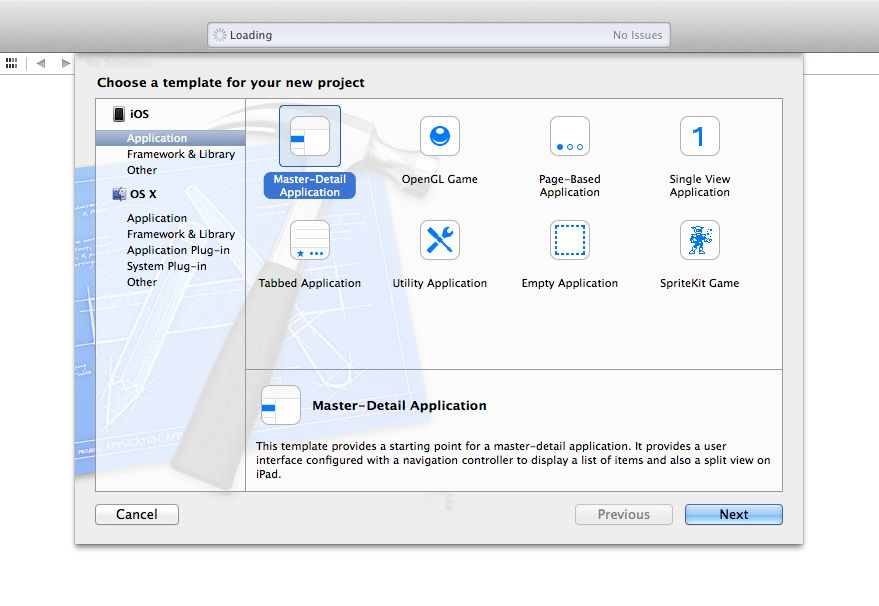 Loading
No Issues
No Selection
Choose a template for your new project
iOS
Application
Framework & Library
Other
OS X
Application
Framework & Library
Application Plug-in
System Plug-in
Other
Master-Detail
Application
OpenGL Game
Page-Based
Application
1
Single View
Application
Tabbed Application
Utility Application
Empty Application
SpriteKit Game
Master-Detail Application
This template provides a starting point for a master-detail application. It provides a user
interface configured with a navigation controller to display a list of items and also a split view on
iPad.
Cancel
Previous
Next